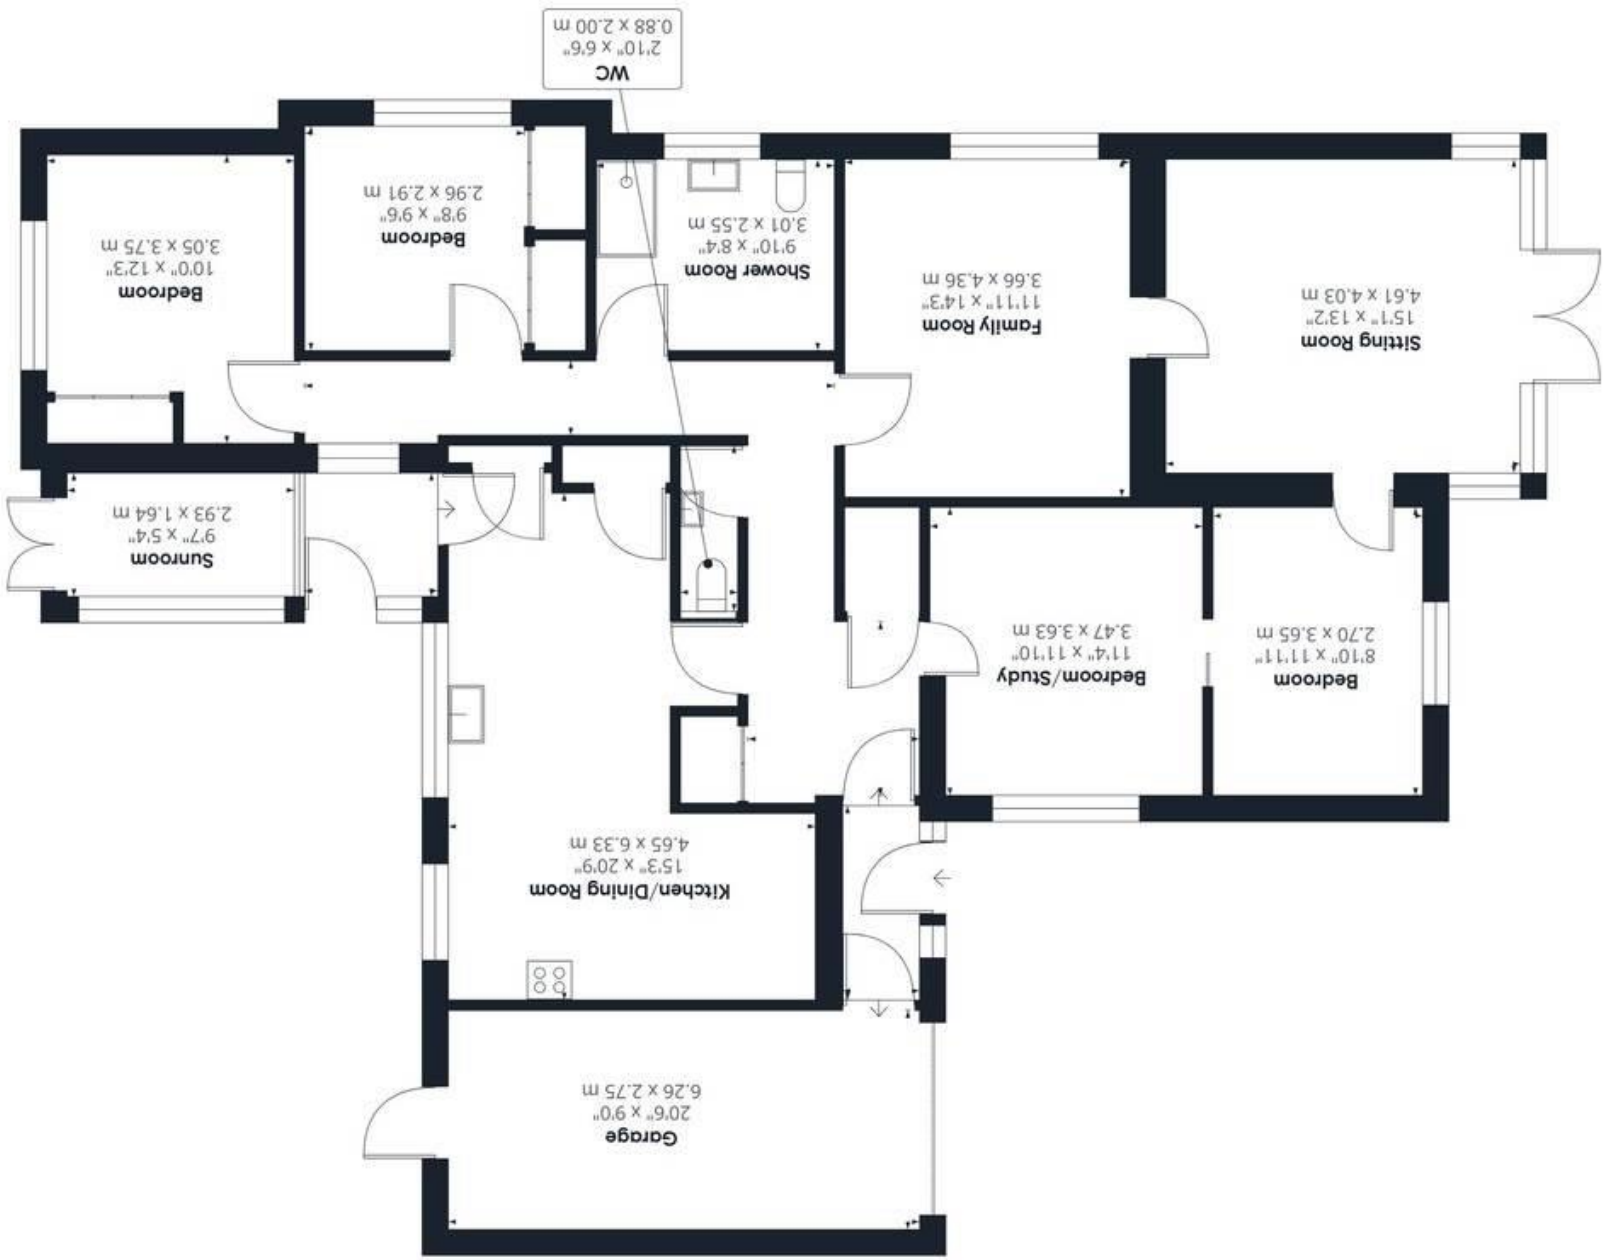 Garage
20'6" x 9'0"
6.26 x 2.75 m
Kitchen/Dining Room
15'3" x 20'9"
4.65 x 6.33 m
Bedroom
8'10" x 11'11"
2.70 x 3.65 m
Bedroom/Study
11'4" x 11'10"
3.47 x 3.63 m
Sunroom
9'7" x 5'4"
2.93 x 1.64 m
Sitting Room
15'1" x 13'2"
4.61 x 4.03 m
Family Room
11'11" x 14'3"
3.66 x 4.36 m
Shower Room
9'10" x 8'4"
3.01 x 2.55 m
Bedroom
9'8" x 9'6"
2.96 x 2.91 m
Bedroom
10'0" x 12'3"
3.05 x 3.75 m
WC
2'10" x 6'6"
0.88 x 2.00 m